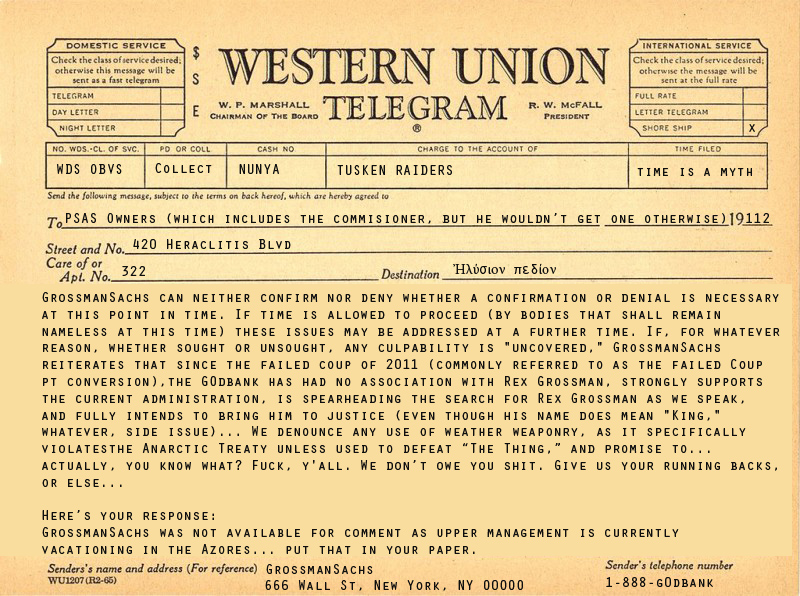 DOMESTIC SERVICE
Check the class of service desired;
otherwise this message will be
sent as a fast telegram
TELEGRAM
DAY LETTER
NIGHT LETTER
$
S
E
WESTERN UNION
TELEGRAM
®
W. P. MARSHALL
CHAIRMAN OF THE BOARD
R. W. McFALL
PRESIDENT
INTERNATIONAL SERVICE
Check the class of service desired;
otherwise the message will be
sent at the full rate
FULL RATE
LETTER TELEGRAM
SHORE SHIP X
NO. WDS.-CL. OF SVC. PD OR COLL CASH NO CHARGE TO THE ACCOUNT OF TIME FILED
WDS OBVS COLLECT NUNYA TUSKEN RAIDERS TIME IS A MYTH
Send the following message, subject to the terms on back hereof, which are hereby agreed to
To PSAS OWNERS (WHICH INCLUDES THE COMMISIONER, BUT HE WOULDN'T GET ONE OTHERWISE) 19112
Street and No. 420 HERACLITIS BLVD
Care of or
Apt. No. 322 Destination Ἠλύσιον πεδίον
GROSSMANSACHS CAN NEITHER CONFIRM NOR DENY WHETHER A CONFIRMATION OR DENIAL IS NECESSARY
AT THIS POINT IN TIME. IF TIME IS ALLOWED TO PROCEED (BY BODIES THAT SHALL REMAIN
NAMELESS AT THIS TIME) THESE ISSUES MAY BE ADDRESSED AT A FURTHER TIME. IF, FOR WHATEVER
REASON, WHETHER SOUGHT OR UNSOUGHT, ANY CULPABILITY IS "UNCOVERED," GROSSMANSACHS
REITERATES THAT SINCE THE FAILED COUP OF 2011 (COMMONLY REFERRED TO AS THE FAILED COUP
PT CONVERSION),THE GODBANK HAS HAD NO ASSOCIATION WITH REX GROSSMAN, STRONGLY SUPPORTS
THE CURRENT ADMINISTRATION, IS SPEARHEADING THE SEARCH FOR REX GROSSMAN AS WE SPEAK,
AND FULLY INTENDS TO BRING HIM TO JUSTICE (EVEN THOUGH HIS NAME DOES MEAN "KING,"
WHATEVER, SIDE ISSUE)... WE DENOUNCE ANY USE OF WEATHER WEAPONRY, AS IT SPECIFICALLY
VIOLATESTHE ANARCTIC TREATY UNLESS USED TO DEFEAT “THE THING,” AND PROMISE TO...
ACTUALLY, YOU KNOW WHAT? FUCK, Y'ALL. WE DON'T OWE YOU SHIT. GIVE US YOUR RUNNING BACKS,
OR ELSE...
HERE'S YOUR RESPONSE:
GROSSMANSACHS WAS NOT AVAILABLE FOR COMMENT AS UPPER MANAGEMENT IS CURRENTLY
VACATIONING IN THE AZORES... PUT THAT IN YOUR PAPER.
Senders's name and address (For reference) GROSSMANSACHS
WU1207 (R2-65) 666 WALL ST, NEW YORK, NY 00000
Sender's telephone number
1-888-GODBANK